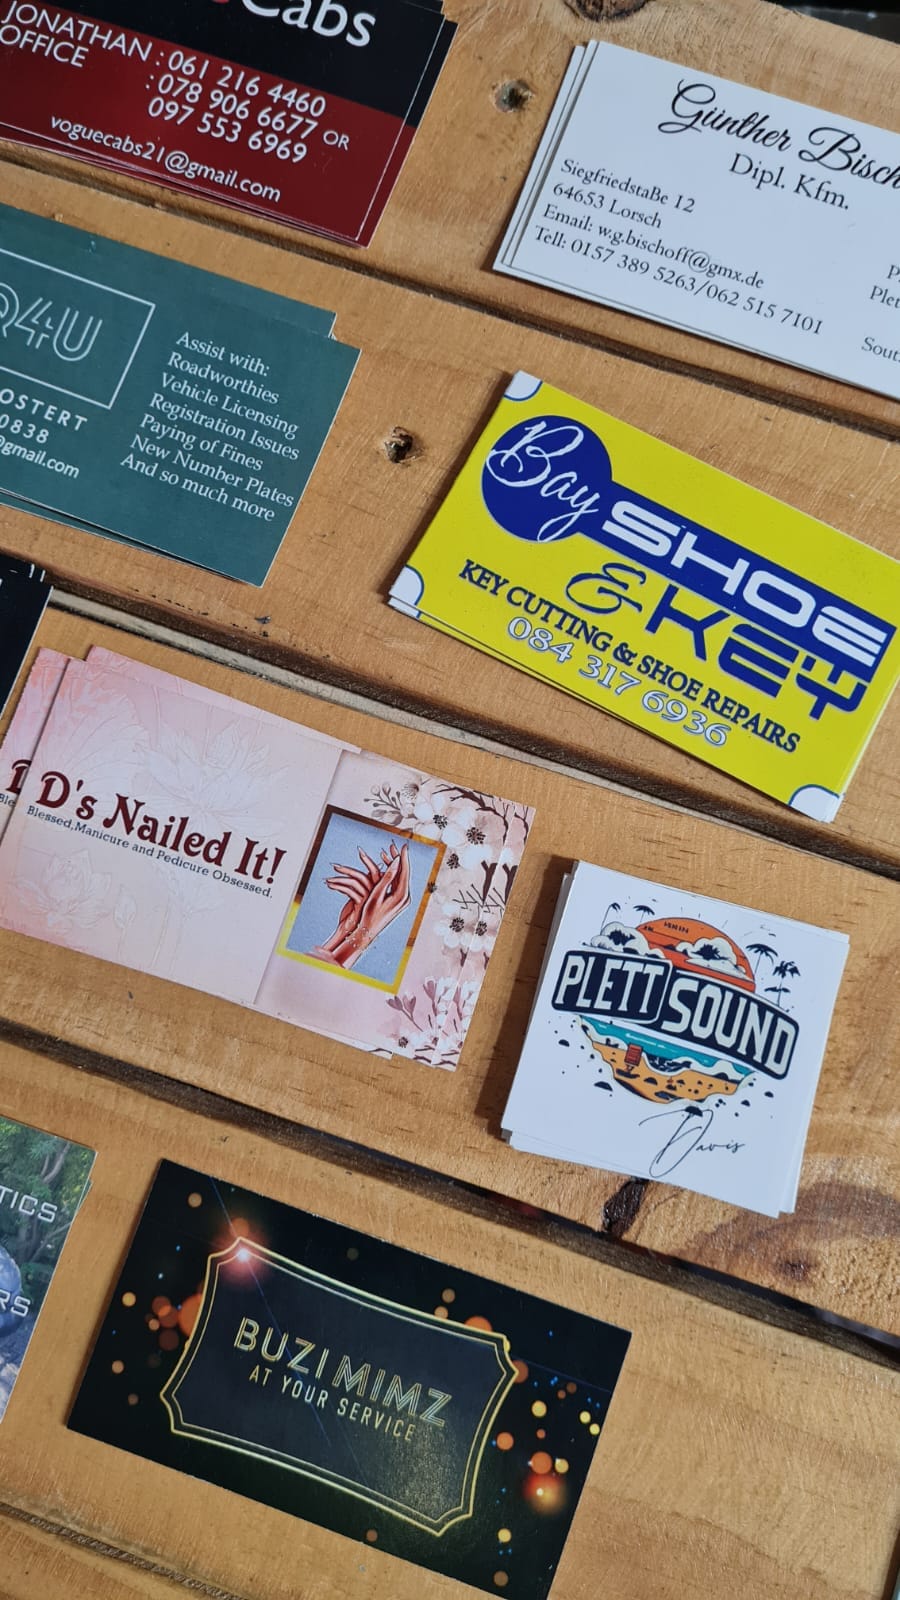 Cabs
JONATHAN : 061 216 4460
OFFICE : 078 906 6677 OR
097 553 6969
voguecabs21@gmail.com
Günther Bisch
Dipl. Kfm.
Siegfriedstaße 12
64653 Lorsch
Email: w.g.bischoff@gmx.de
Tell: 0157 389 5263/062 515 7101
P
Plet
Sout
Q4U
OSTERT
0838
@gmail.com
Assist with:
Roadworthies
Vehicle Licensing
Registration Issues
Paying of Fines
New Number Plates
And so much more
Bay
SHOE
& KEY
KEY CUTTING & SHOE REPAIRS
084 317 6936
D's Nailed It!
Blessed, Manicure and Pedicure Obsessed.
PLETT SOUND
Davis
TICS
RS
BUZI MIMZ
AT YOUR SERVICE